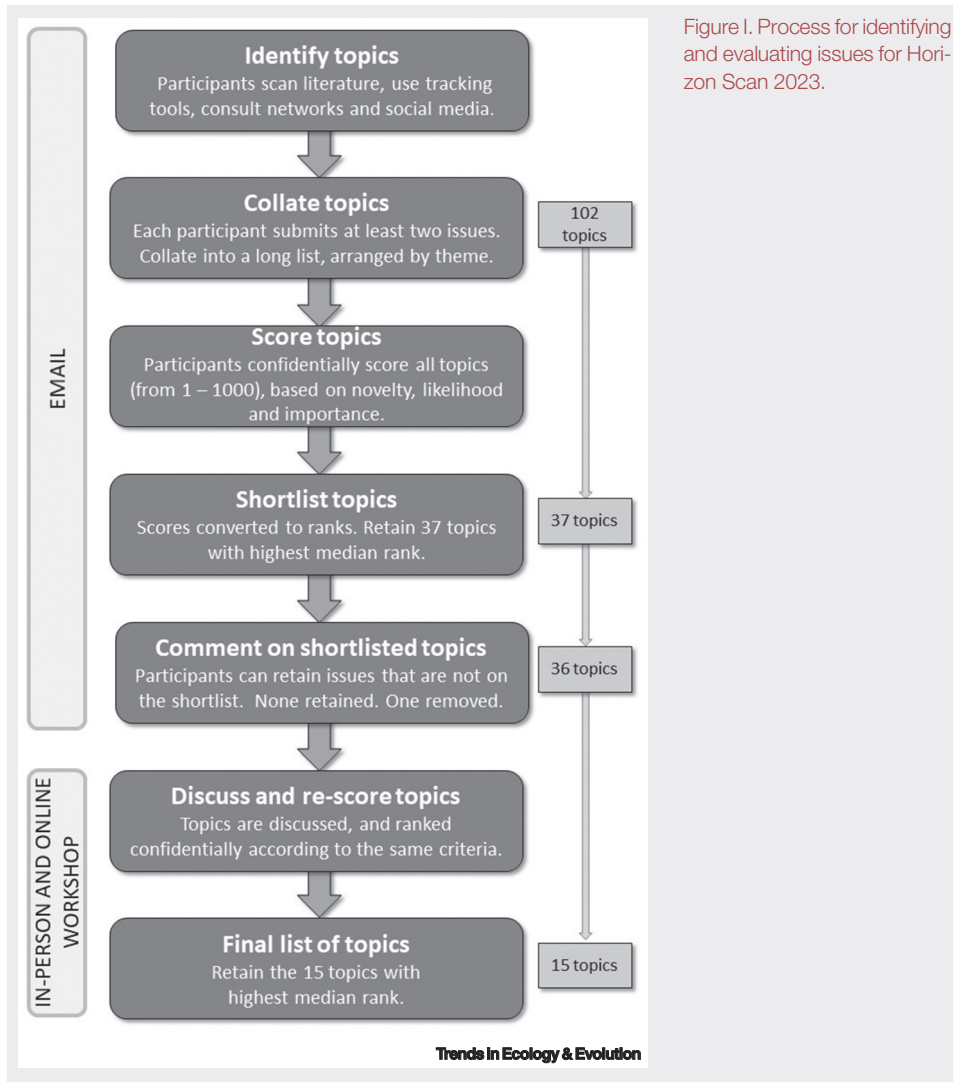 Figure I. Process for identifying
and evaluating issues for Hori-
zon Scan 2023.
EMAIL
Identify topics
Participants scan literature, use tracking
tools, consult networks and social media.
Collate topics
Each participant submits at least two issues.
Collate into a long list, arranged by theme.
102
topics
Score topics
Participants confidentially score all topics
(from 1 – 1000), based on novelty, likelihood
and importance.
Shortlist topics
Scores converted to ranks. Retain 37 topics
with highest median rank.
37 topics
Comment on shortlisted topics
Participants can retain issues that are not on
the shortlist. None retained. One removed.
36 topics
IN-PERSON AND ONLINE
WORKSHOP
Discuss and re-score topics
Topics are discussed, and ranked
confidentially according to the same criteria.
Final list of topics
Retain the 15 topics with
highest median rank.
15 topics
Trends in Ecology & Evolution